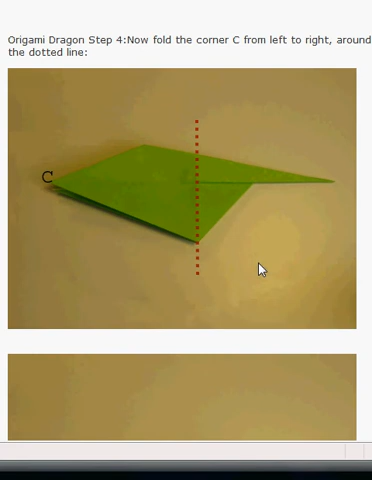 Origami Dragon Step 4:Now fold the corner C from left to right, around
the dotted line:
C